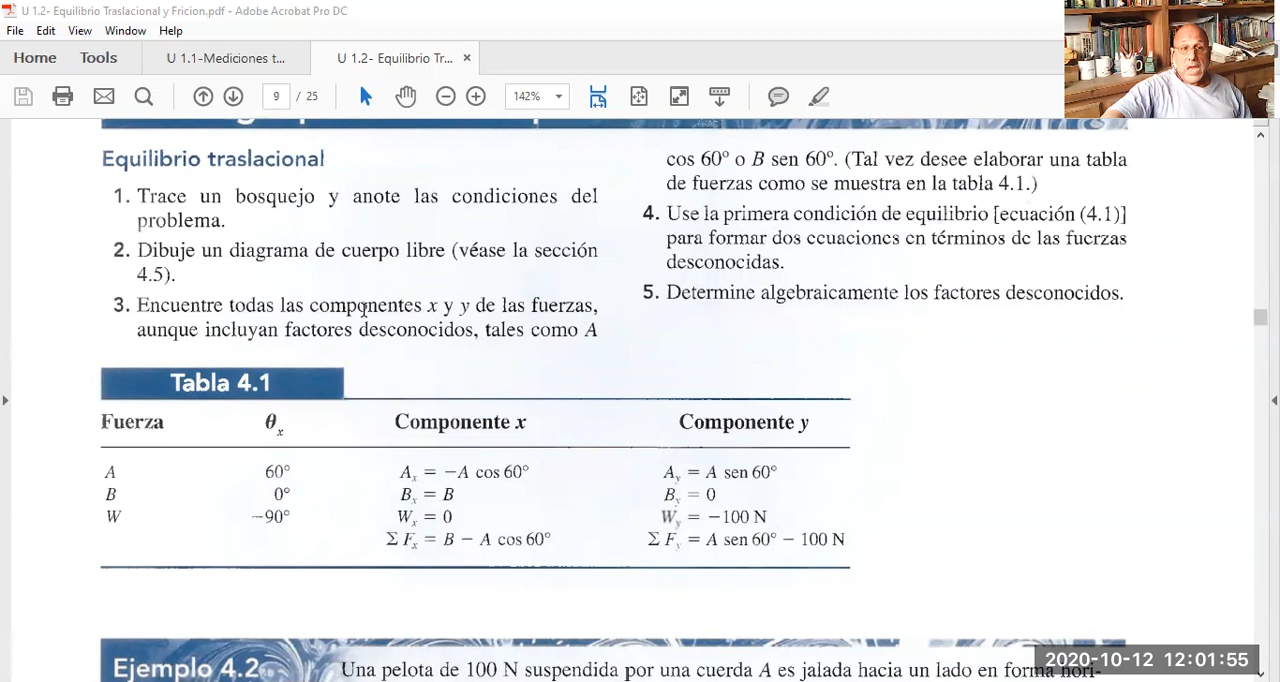 U 1.2- Equilibrio Traslacional y Fricion.pdf - Adobe Acrobat Pro DC
File Edit View Window Help
Home Tools U 1.1-Mediciones t... U 1.2- Equilibrio Tr... ×
9 / 25 142%
Equilibrio traslacional
1. Trace un bosquejo y anote las condiciones del
problema.
2. Dibuje un diagrama de cuerpo libre (véase la sección
4.5).
3. Encuentre todas las componentes x y y de las fuerzas,
aunque incluyan factores desconocidos, tales como A
cos 60° o B sen 60°. (Tal vez desee elaborar una tabla
de fuerzas como se muestra en la tabla 4.1.)
4. Use la primera condición de equilibrio [ecuación (4.1)]
para formar dos ecuaciones en términos de las fuerzas
desconocidas.
5. Determine algebraicamente los factores desconocidos.
Tabla 4.1
Fuerza θx Componente x Componente y
A 60° Ax = −A cos 60° Ay = A sen 60°
B 0° Bx = B By = 0
W −90° Wx = 0 Wy = −100 N
Σ Fx = B − A cos 60° Σ Fy = A sen 60° − 100 N
Ejemplo 4.2 Una pelota de 100 N suspendida por una cuerda A es jalada hacia un lado en forma hori-
2020-10-12 12:01:55